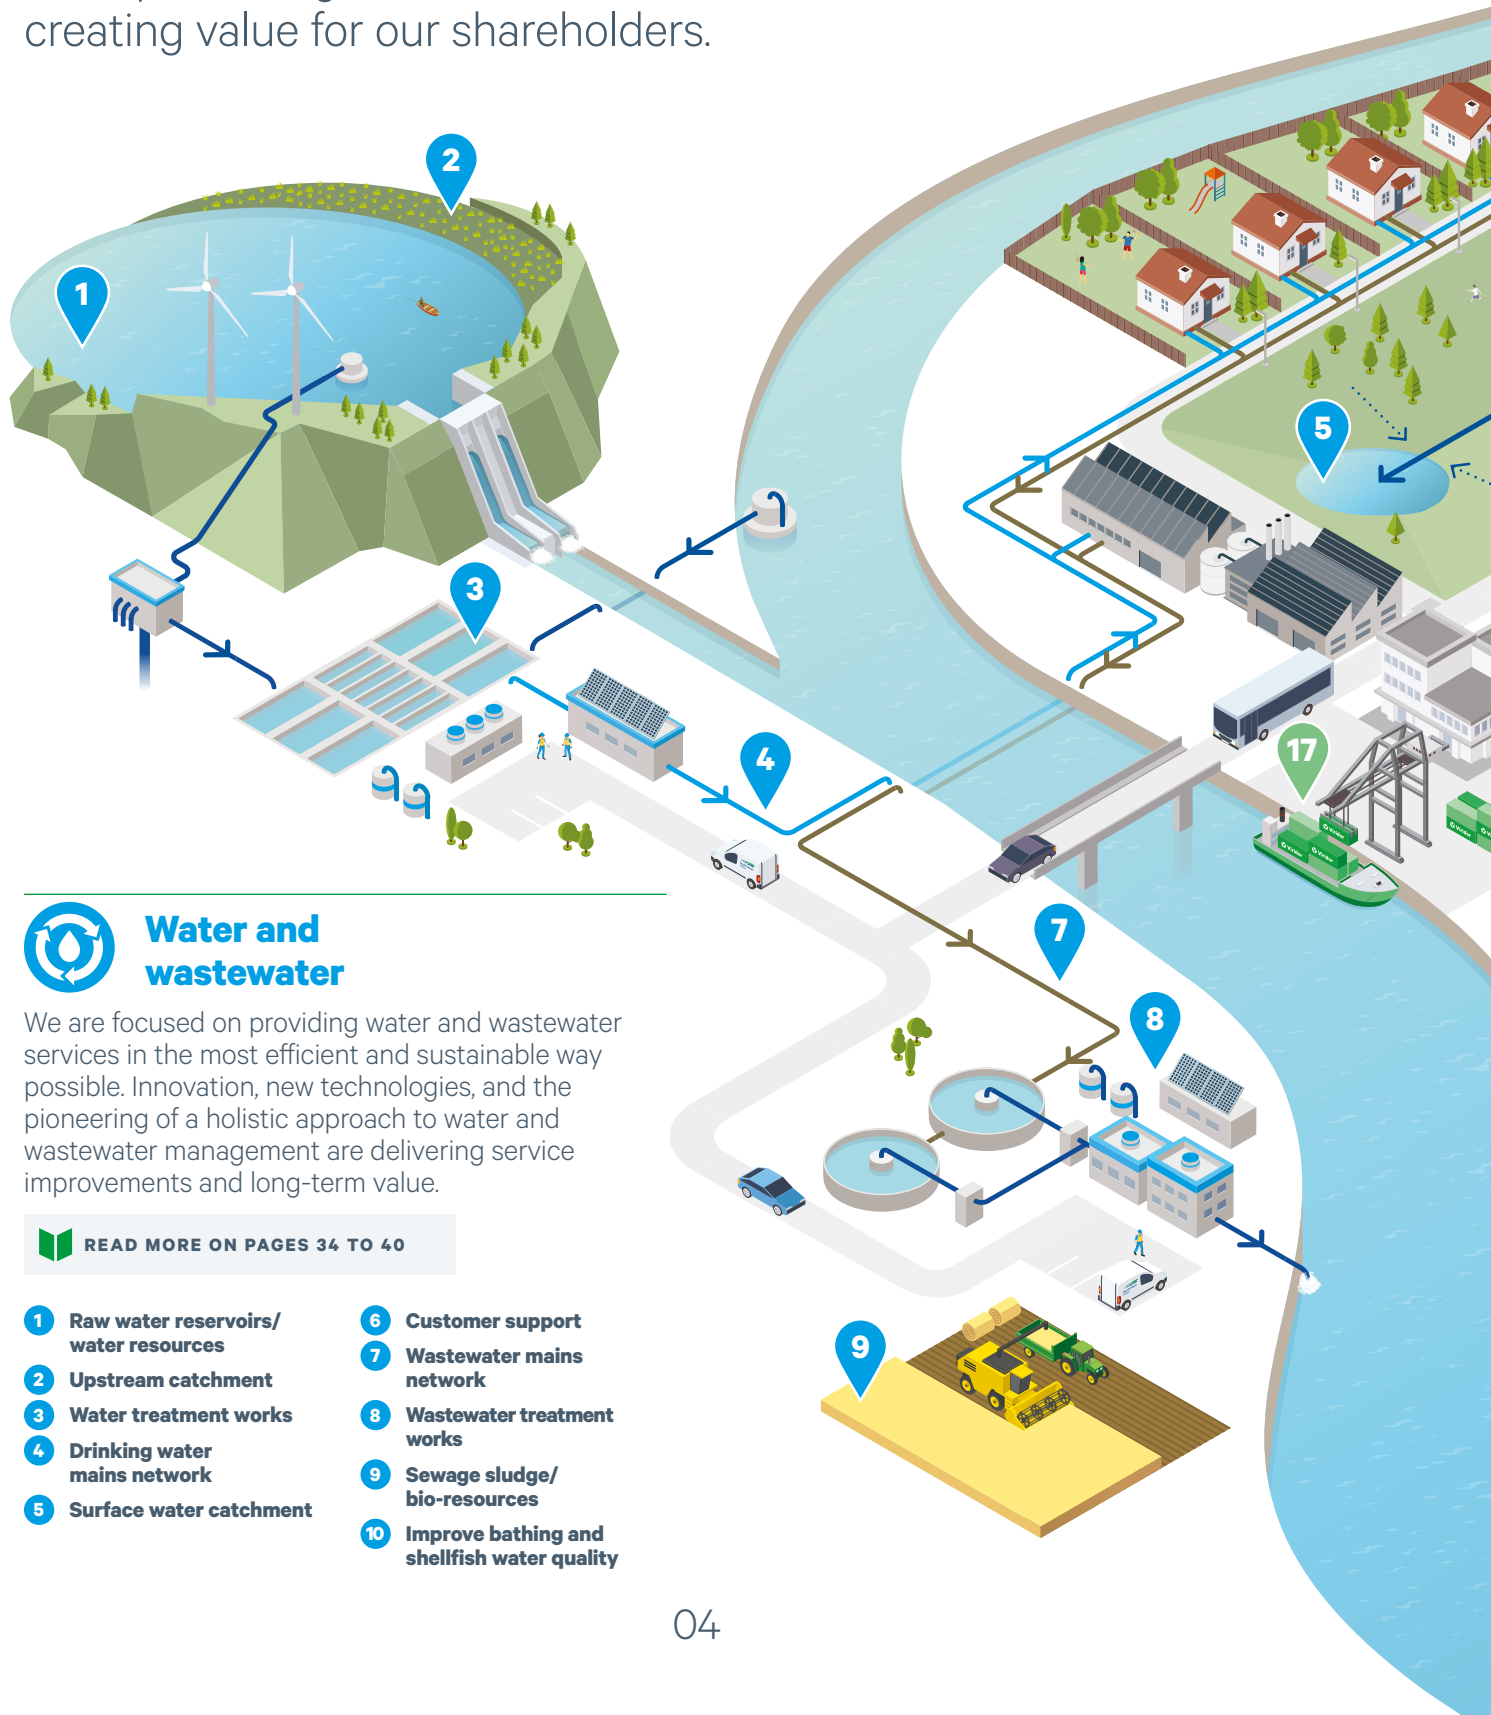 creating value for our shareholders.
2
1
5
3
17
4
7
8
9
Viridor
Viridor
Viridor
Viridor
Water and
wastewater
We are focused on providing water and wastewater
services in the most efficient and sustainable way
possible. Innovation, new technologies, and the
pioneering of a holistic approach to water and
wastewater management are delivering service
improvements and long-term value.
READ MORE ON PAGES 34 TO 40
1 Raw water reservoirs/
water resources
2 Upstream catchment
3 Water treatment works
4 Drinking water
mains network
5 Surface water catchment
6 Customer support
7 Wastewater mains
network
8 Wastewater treatment
works
9 Sewage sludge/
bio-resources
10 Improve bathing and
shellfish water quality
04